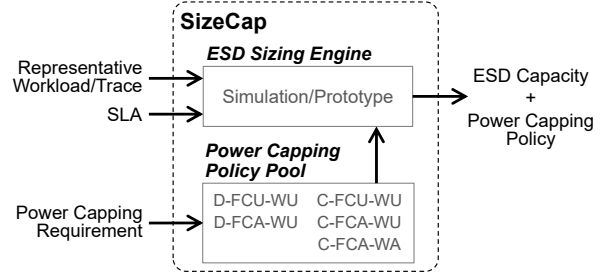 SizeCap
ESD Sizing Engine
Representative
Workload/Trace
SLA
Simulation/Prototype
ESD Capacity
+
Power Capping
Policy
Power Capping
Policy Pool
Power Capping
Requirement
D-FCU-WU C-FCU-WU
D-FCA-WU C-FCA-WU
C-FCA-WA